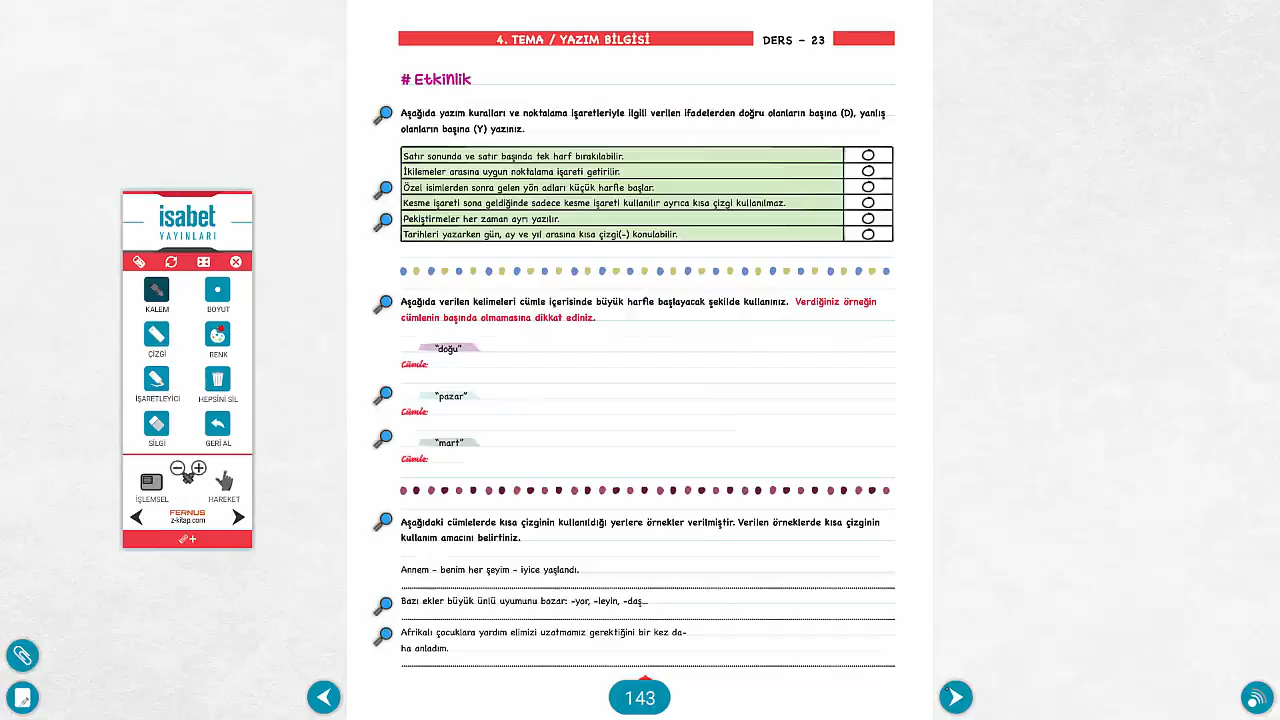 4. TEMA / YAZIM BİLGİSİ
DERS - 23
# Etkinlik
Aşağıda yazım kuralları ve noktalama işaretleriyle ilgili verilen ifadelerden doğru olanların başına (D), yanlış
olanların başına (Y) yazınız.
Satır sonunda ve satır başında tek harf bırakılabilir.
İkilemeler arasına uygun noktalama işareti getirilir.
Özel isimlerden sonra gelen yön adları küçük harfle başlar.
Kesme işareti sona geldiğinde sadece kesme işareti kullanılır ayrıca kısa çizgi kullanılmaz.
Pekiştirmeler her zaman ayrı yazılır.
Tarihleri yazarken gün, ay ve yıl arasına kısa çizgi(-) konulabilir.
Aşağıda verilen kelimeleri cümle içerisinde büyük harfle başlayacak şekilde kullanınız. Verdiğiniz örneğin
cümlenin başında olmamasına dikkat ediniz.
"doğu"
Cümle:
"pazar"
Cümle:
"mart"
Cümle:
Aşağıdaki cümlelerde kısa çizginin kullanıldığı yerlere örnekler verilmiştir. Verilen örneklerde kısa çizginin
kullanım amacını belirtiniz.
Annem - benim her şeyim - iyice yaşlandı.
Bazı ekler büyük ünlü uyumunu bozar: -yor, -leyin, -daş...
Afrikalı çocuklara yardım elimizi uzatmamız gerektiğini bir kez da-
ha anladım.
143
isabet
YAYINLARI
KALEM
BOYUT
ÇİZGİ
RENK
İŞARETLEYİCİ
HEPSİNİ SİL
SİLGİ
GERİ AL
İŞLEMSEL
HAREKET
FERNUS
z-kitap.com